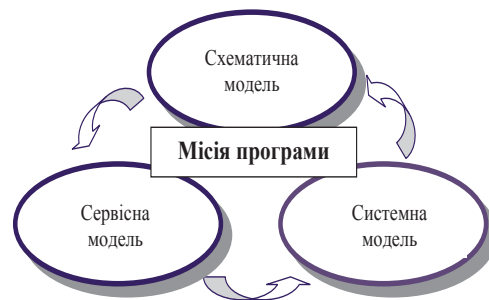 Схематична
модель
Місія програми
Сервісна
модель
Системна
модель